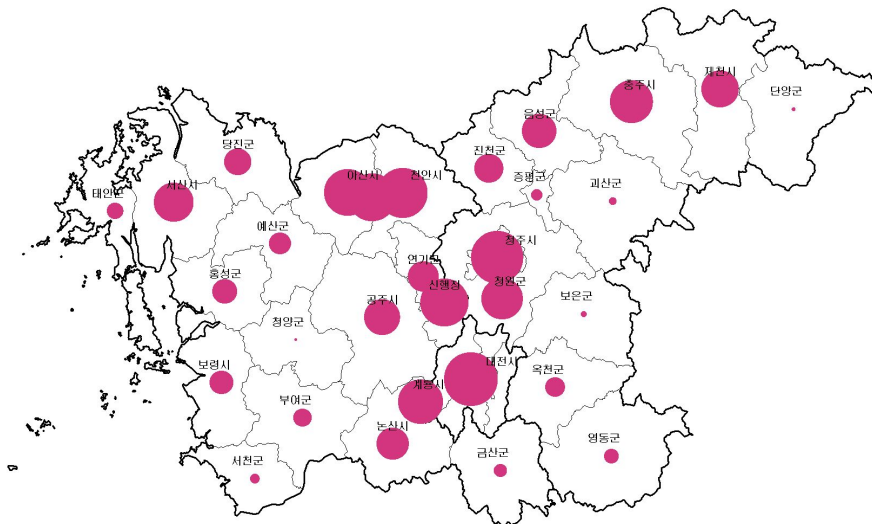 제천시
충주시
단양군
음성군
당진군
진천군
아산시
천안시
증평군
괴산군
태안군
서산시
예산군
청주시
연기군
홍성군
신행정
청원군
공주시
보은군
청양군
보령시
대전시
옥천군
계룡시
부여군
논산시
영동군
서천군
금산군